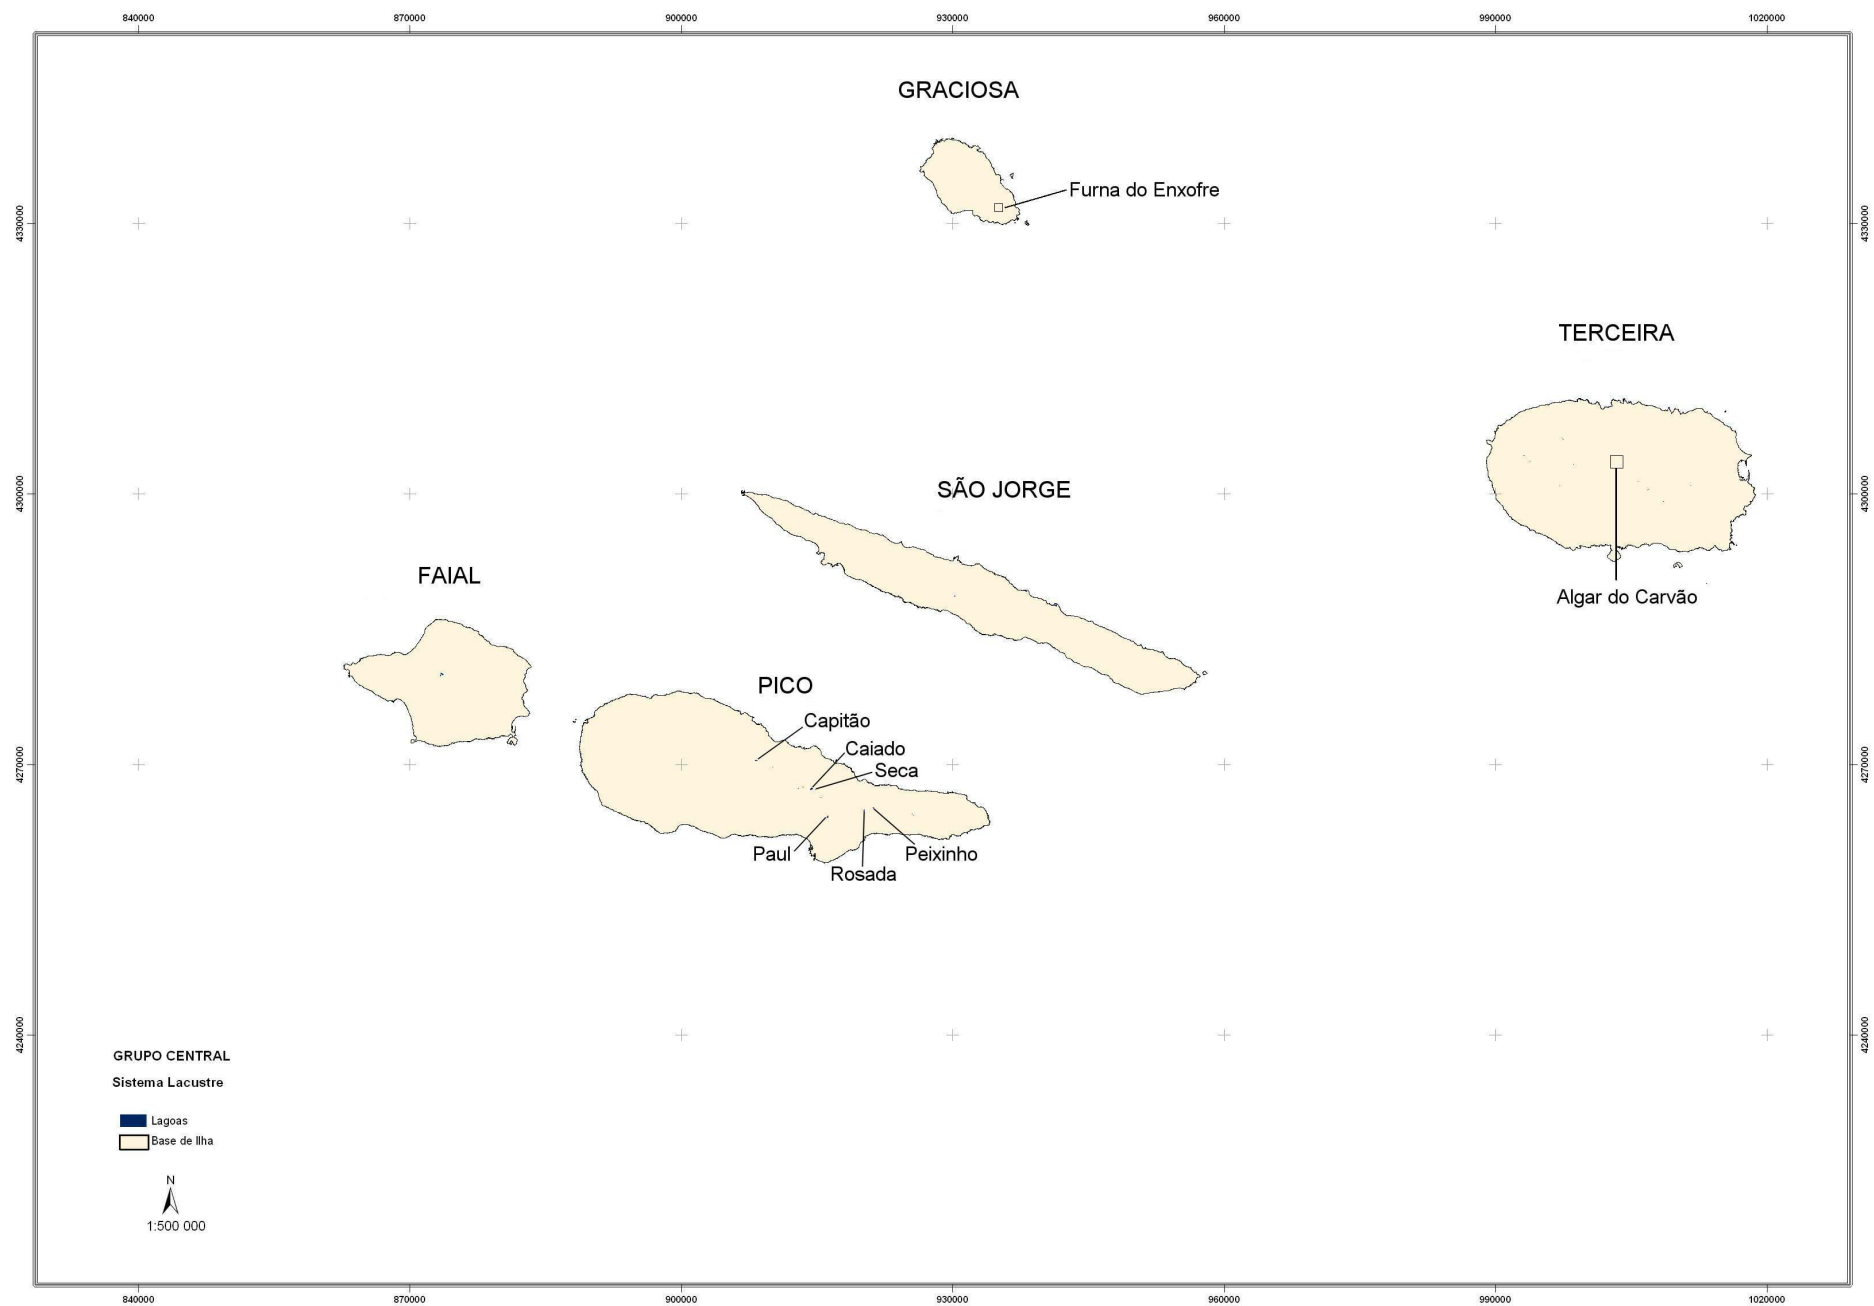 840000 870000 900000 930000 960000 990000 1020000
GRACIOSA
Furna do Enxofre
4330000 4330000
TERCEIRA
SÃO JORGE
4300000 4300000
FAIAL
Algar do Carvão
PICO
Capitão
Caiado
4270000 4270000
Seca
Paul
Peixinho
Rosada
4240000 4240000
GRUPO CENTRAL
Sistema Lacustre
Lagoas
Base de Ilha
N
1:500 000
840000 870000 900000 930000 960000 990000 1020000